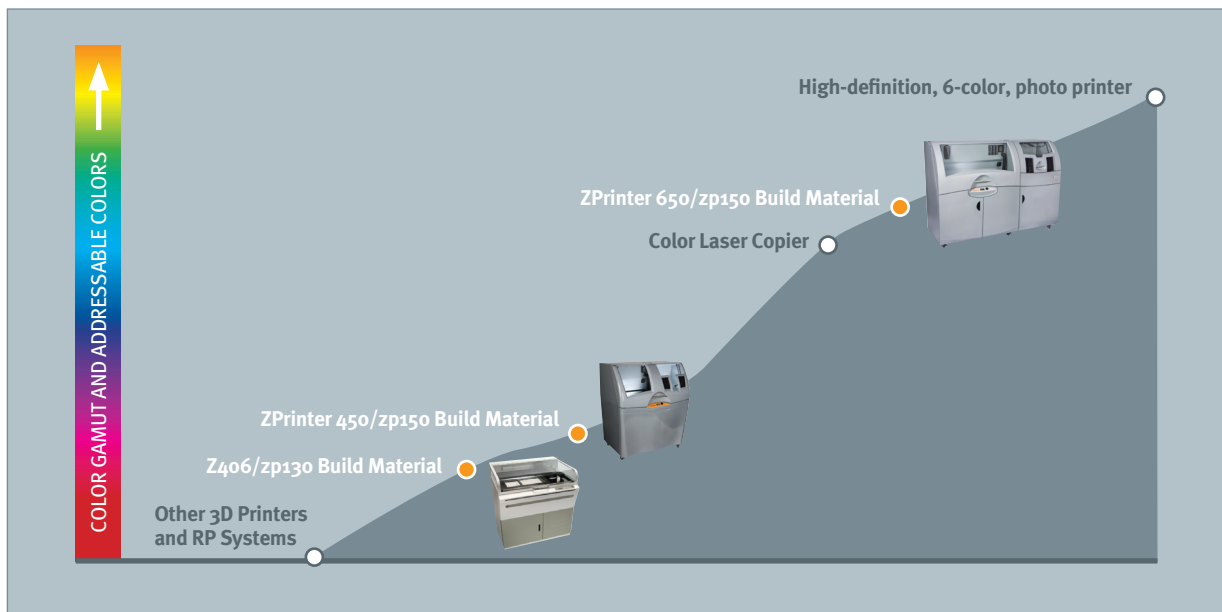 COLOR GAMUT AND ADDRESSABLE COLORS
High-definition, 6-color, photo printer
ZPrinter 650/zp150 Build Material
Color Laser Copier
ZPrinter 450/zp150 Build Material
Z406/zp130 Build Material
Other 3D Printers
and RP Systems